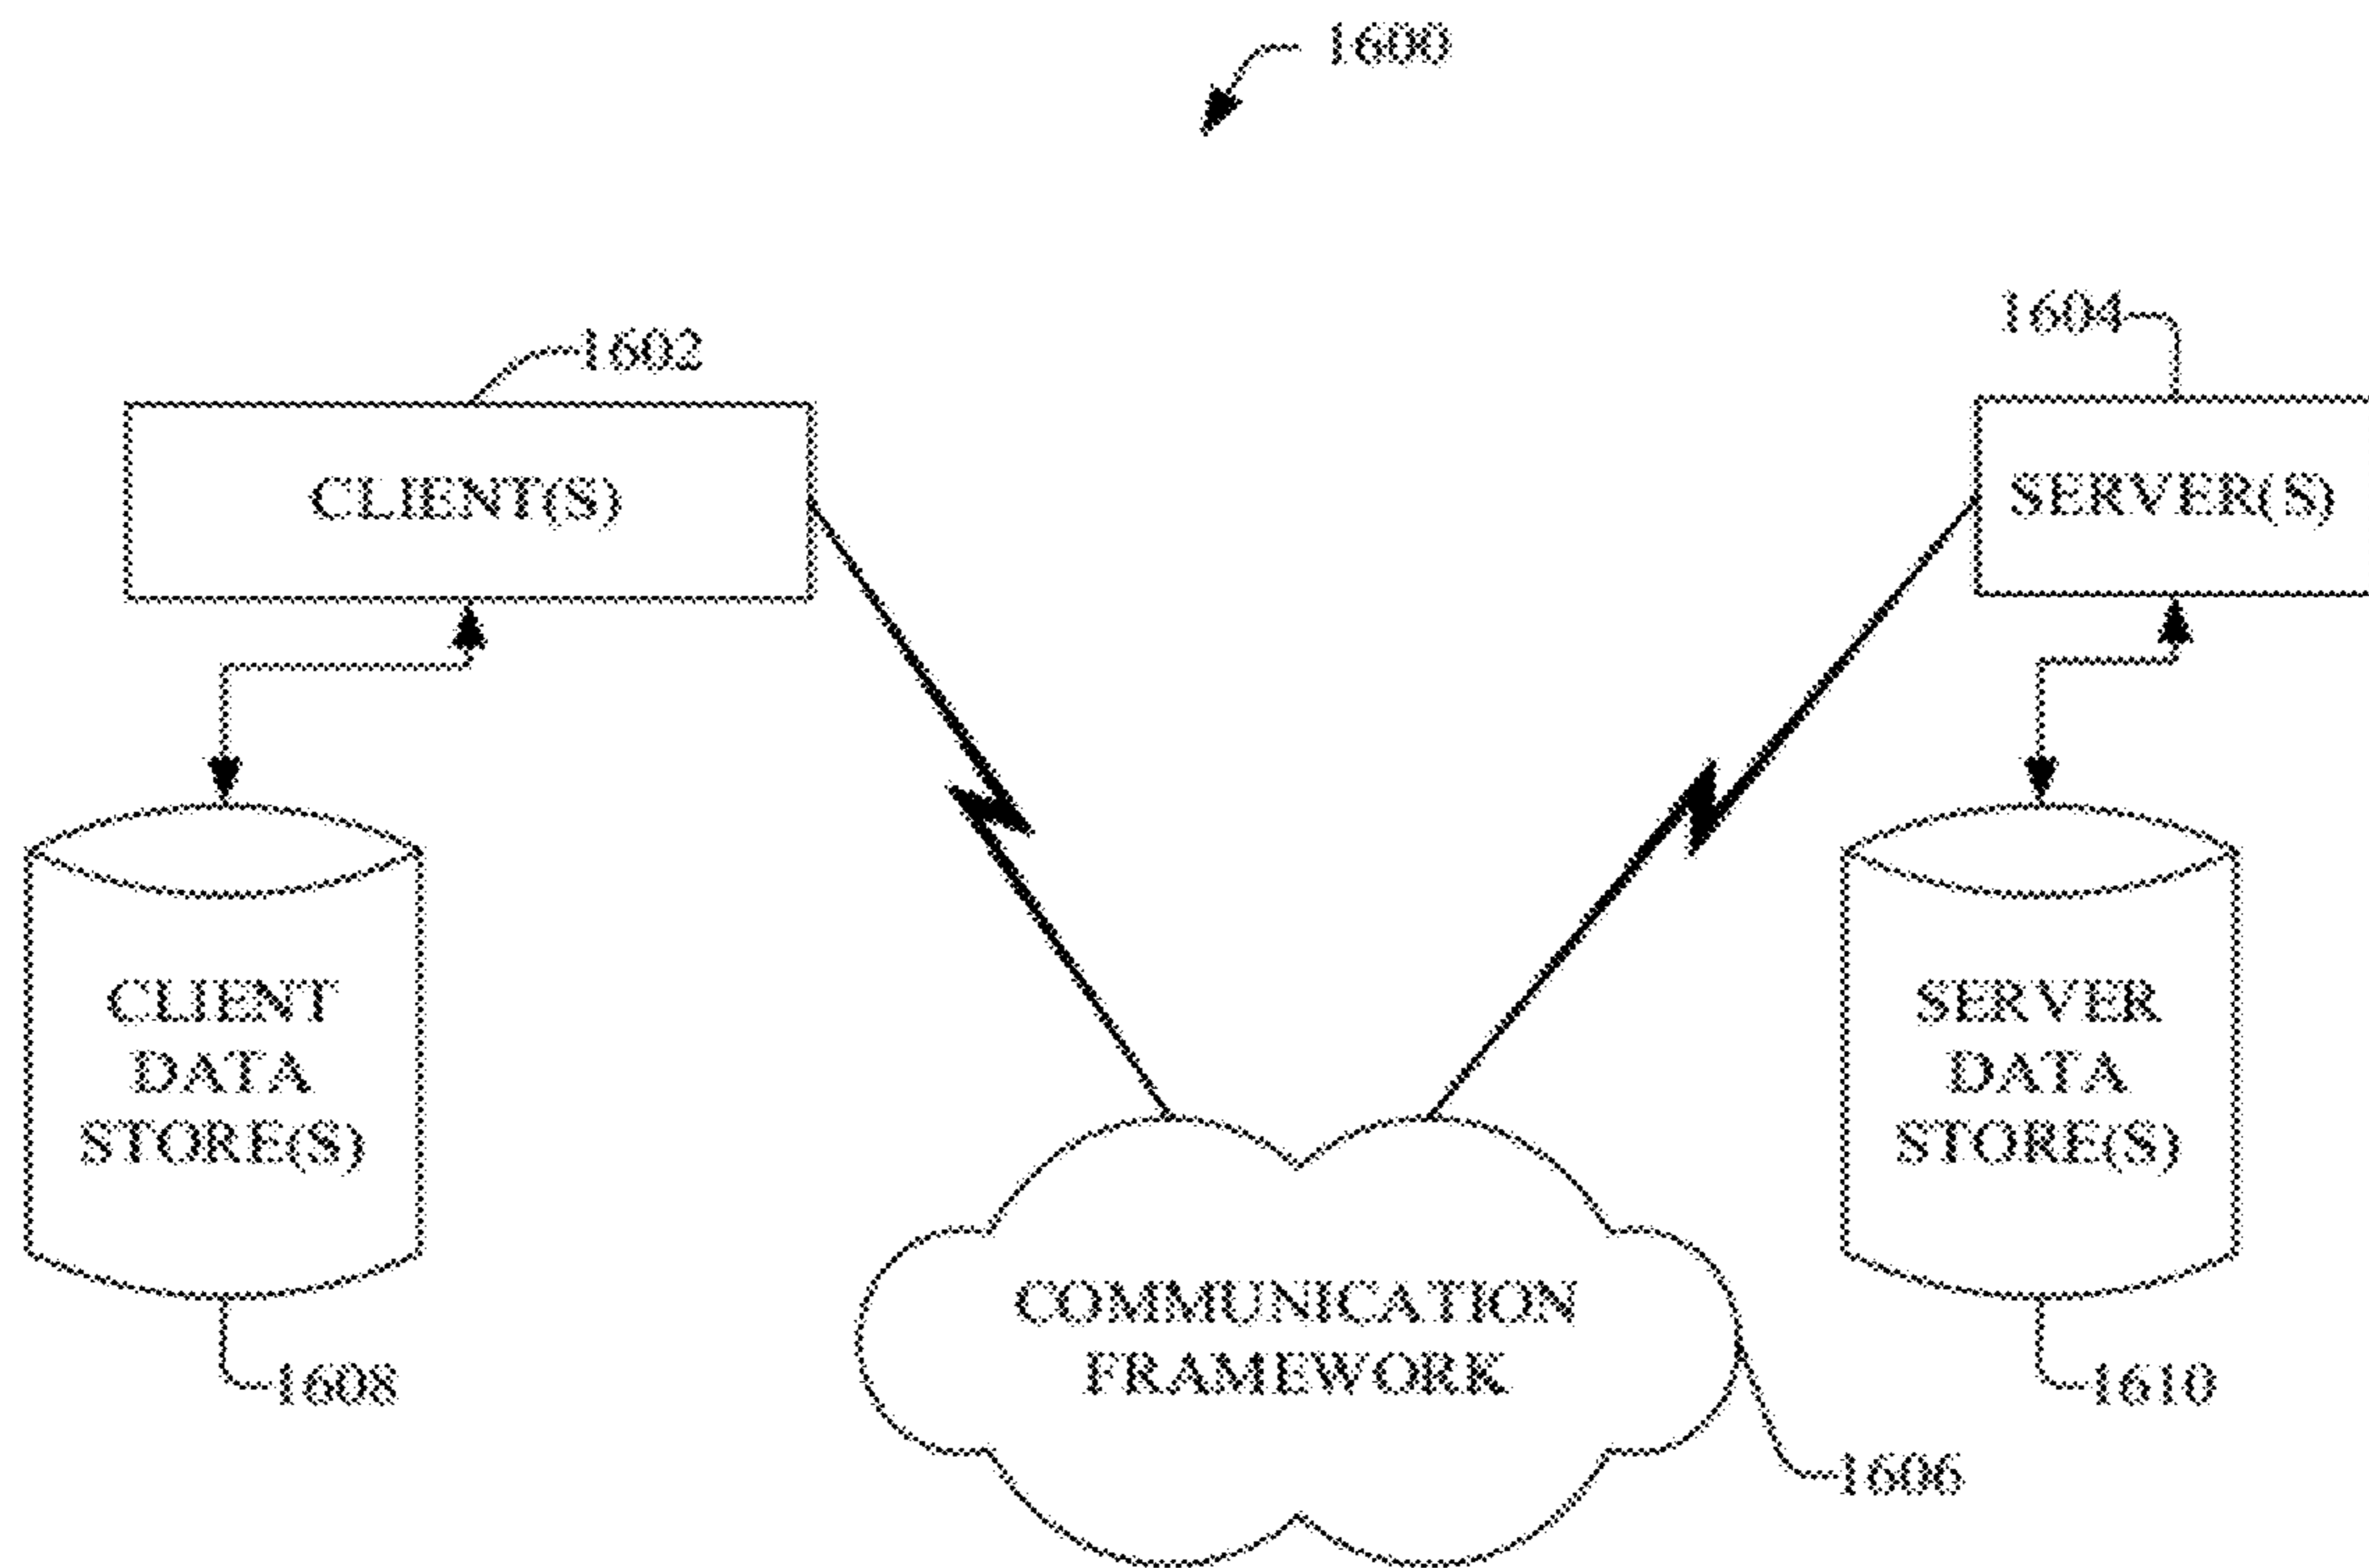 1600
1602
1604
CLIENT(S)
SERVER(S)
CLIENT
DATA
STORE(S)
SERVER
DATA
STORE(S)
COMMUNICATION
FRAMEWORK
1608
1610
1606